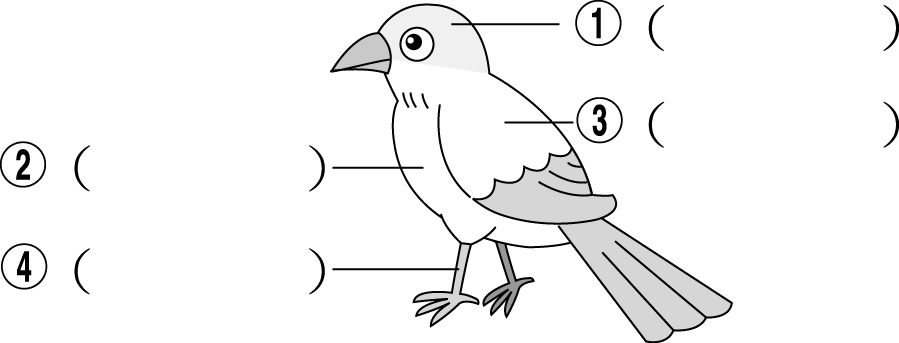 ① ( )
③ ( )
② ( )
④ ( )